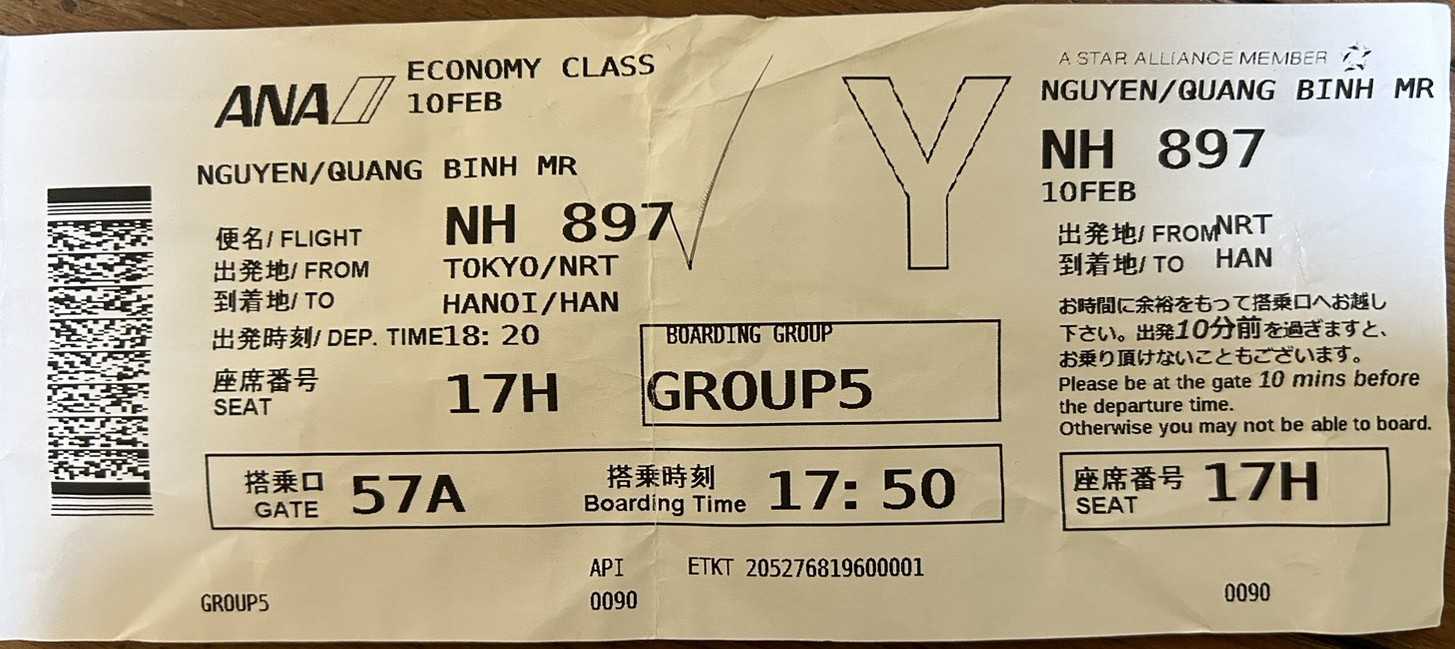 ANA
ECONOMY CLASS
10FEB
Y
NGUYEN/QUANG BINH MR
便名/ FLIGHT NH 897
出発地/ FROM TOKYO/NRT
到着地/ TO HANOI/HAN
出発時刻/ DEP. TIME18: 20
座席番号
SEAT 17H
BOARDING GROUP
GROUP5
搭乗口
GATE 57A
搭乗時刻
Boarding Time 17: 50
API ETKT 205276819600001
GROUP5 0090
A STAR ALLIANCE MEMBER
NGUYEN/QUANG BINH MR
NH 897
10FEB
出発地/ FROM NRT
到着地/ TO HAN
お時間に余裕をもって搭乗口へお越し
下さい。出発10分前を過ぎますと、
お乗り頂けないこともございます。
Please be at the gate 10 mins before
the departure time.
Otherwise you may not be able to board.
座席番号
SEAT 17H
0090